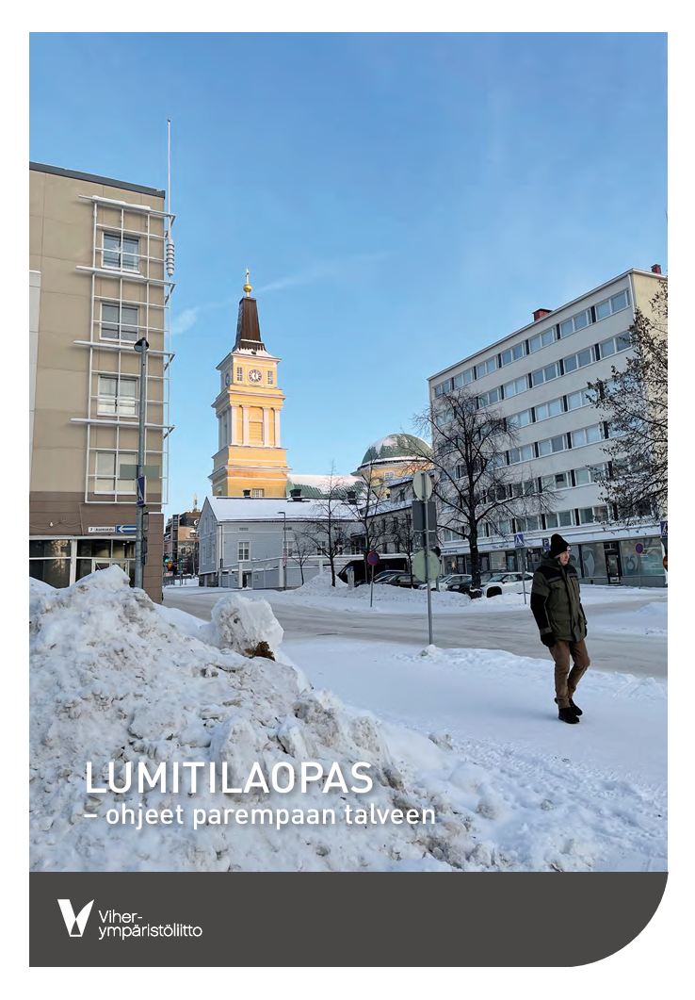 LUMITILAOPAS
– ohjeet parempaan talveen
Viher-
ympäristöliitto